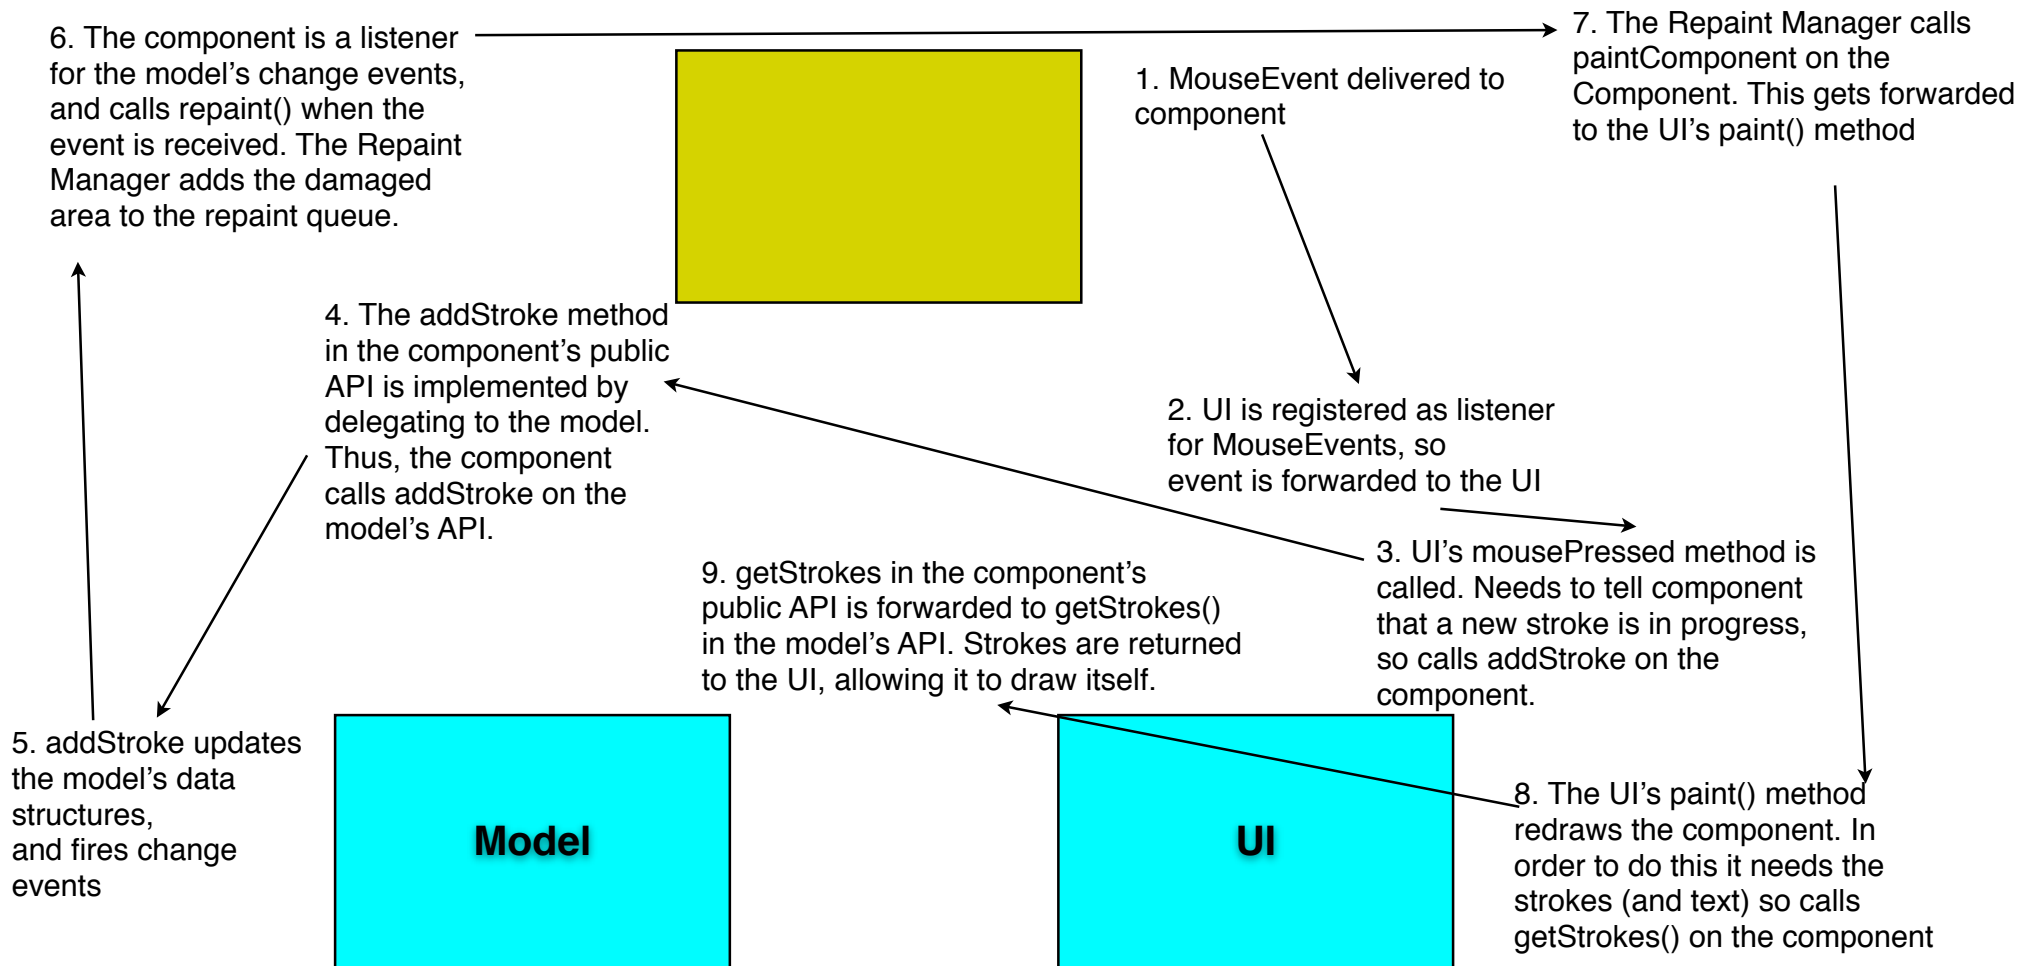 6. The component is a listener
for the model’s change events,
and calls repaint() when the
event is received. The Repaint
Manager adds the damaged
area to the repaint queue.
7. The Repaint Manager calls
paintComponent on the
Component. This gets forwarded
to the UI’s paint() method
1. MouseEvent delivered to
component
4. The addStroke method
in the component’s public
API is implemented by
delegating to the model.
Thus, the component
calls addStroke on the
model’s API.
2. UI is registered as listener
for MouseEvents, so
event is forwarded to the UI
3. UI’s mousePressed method is
called. Needs to tell component
that a new stroke is in progress,
so calls addStroke on the
component.
9. getStrokes in the component’s
public API is forwarded to getStrokes()
in the model’s API. Strokes are returned
to the UI, allowing it to draw itself.
5. addStroke updates
the model’s data
structures,
and fires change
events
Model
UI
8. The UI’s paint() method
redraws the component. In
order to do this it needs the
strokes (and text) so calls
getStrokes() on the component